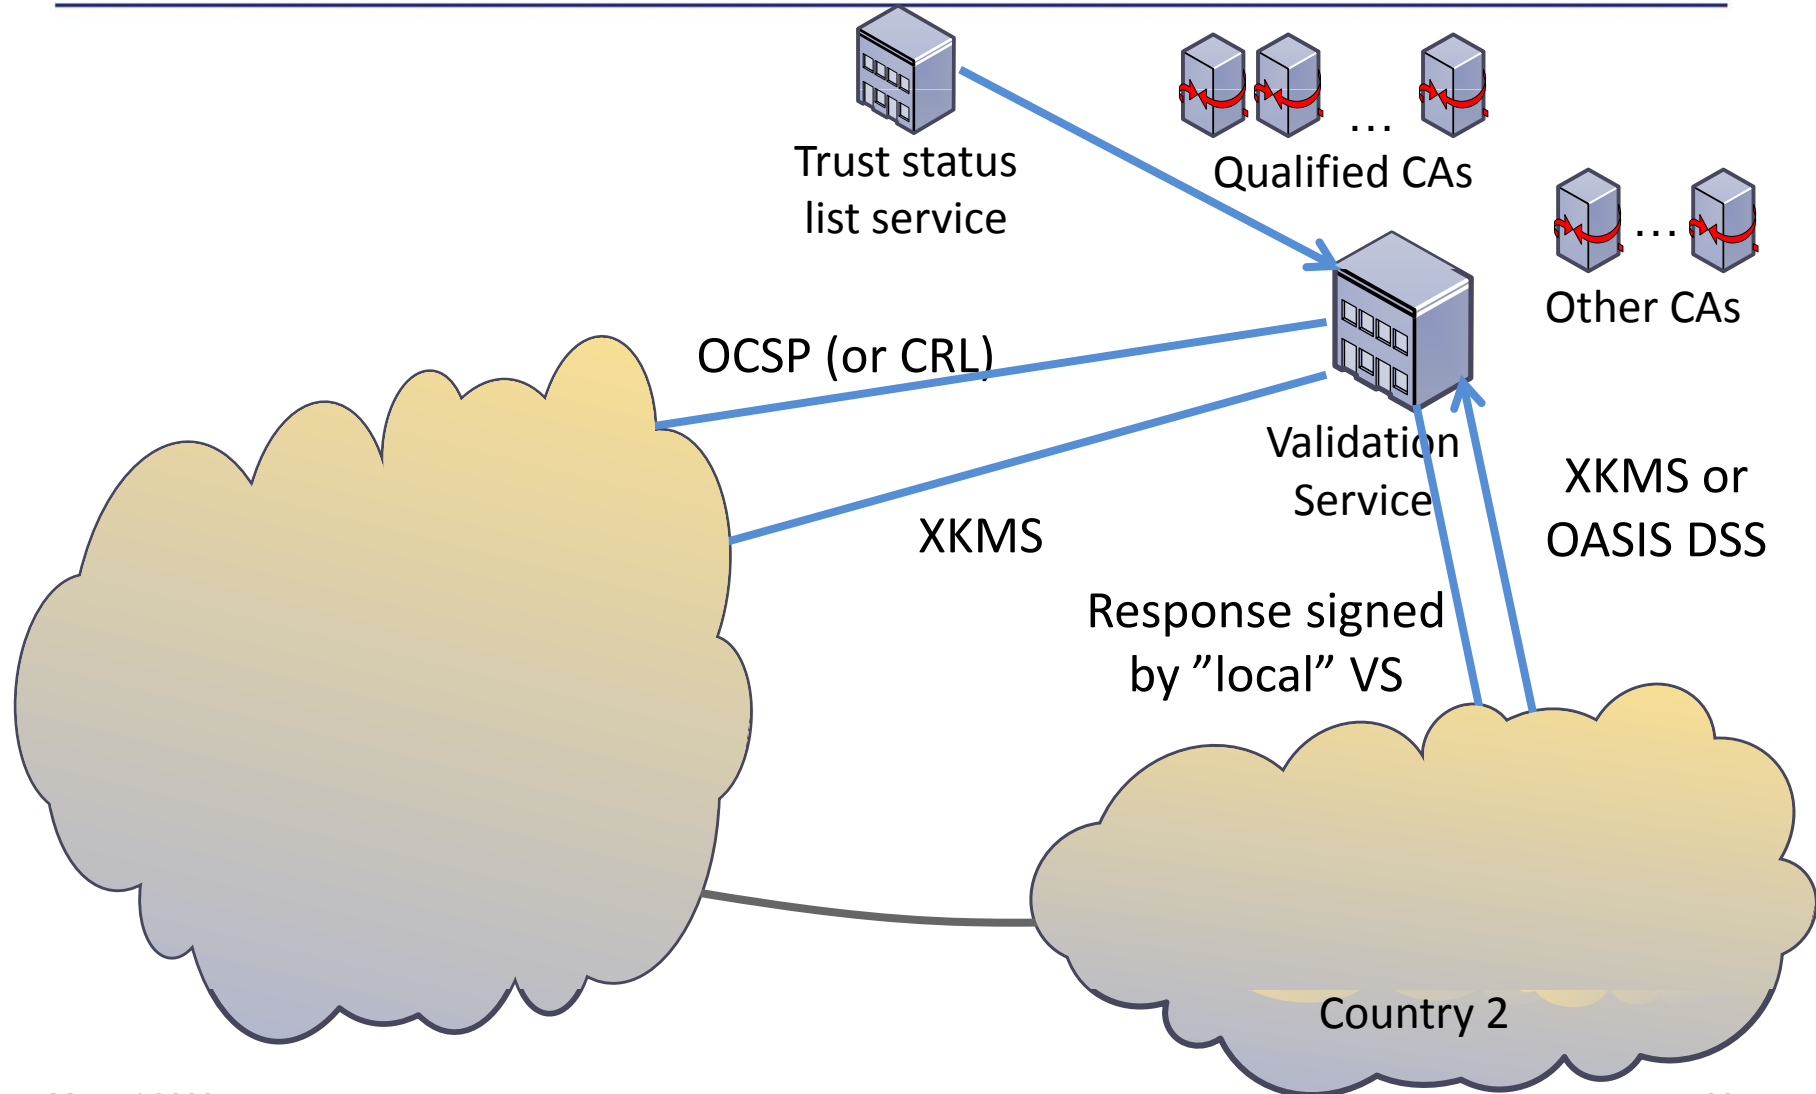 Trust status
list service
...
Qualified CAs
...
Other CAs
OCSP (or CRL)
Validation
Service
XKMS or
OASIS DSS
XKMS
Response signed
by ”local” VS
Country 2